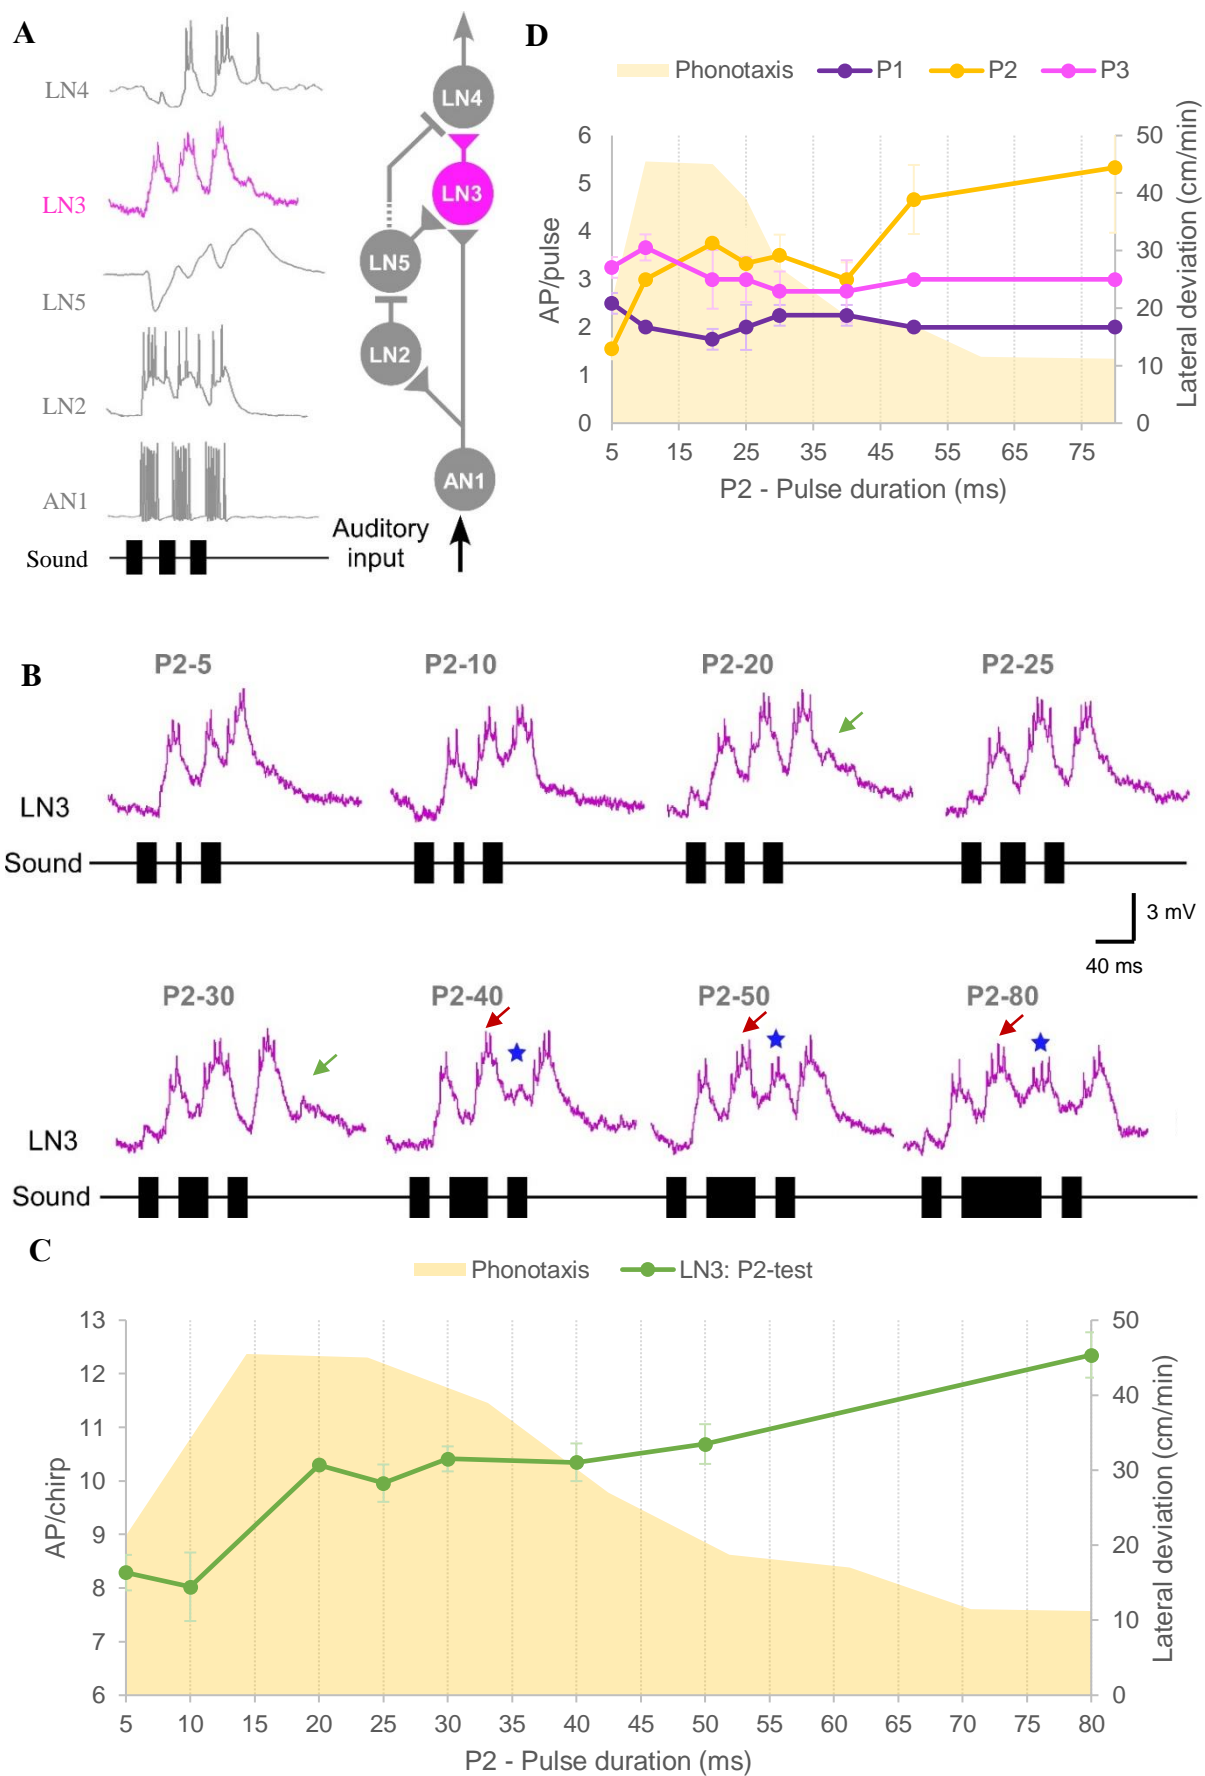 A
LN4
LN3
LN5
LN2
AN1
Sound
LN4
LN3
LN5
LN2
AN1
Auditory
input
D
Phonotaxis P1 P2 P3
6
5
4
3
2
1
0
AP/pulse
50
40
30
20
10
0
Lateral deviation (cm/min)
5 15 25 35 45 55 65 75
P2 - Pulse duration (ms)
B
P2-5 P2-10 P2-20 P2-25
LN3
Sound
3 mV
40 ms
P2-30 P2-40 P2-50 P2-80
LN3
Sound
C
Phonotaxis LN3: P2-test
13
12
11
10
9
8
7
6
AP/chirp
50
40
30
20
10
0
Lateral deviation (cm/min)
5 10 15 20 25 30 35 40 45 50 55 60 65 70 75 80
P2 - Pulse duration (ms)